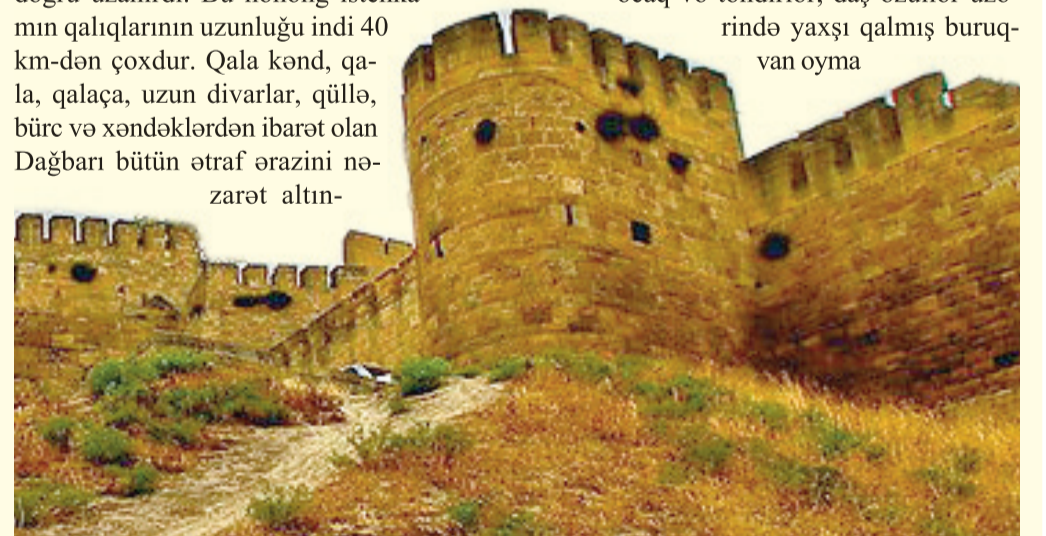 mın qalıqlarının uzunluğu indi 40
km-dən çoxdur. Qala kənd, qa-
la, qalaça, uzun divarlar, qüllə,
bürc və xəndəklərdən ibarət olan
Dağbarı bütün ətraf ərazini nə-
zarət altın-
rində yaxşı qalmış buruq-
van oyma